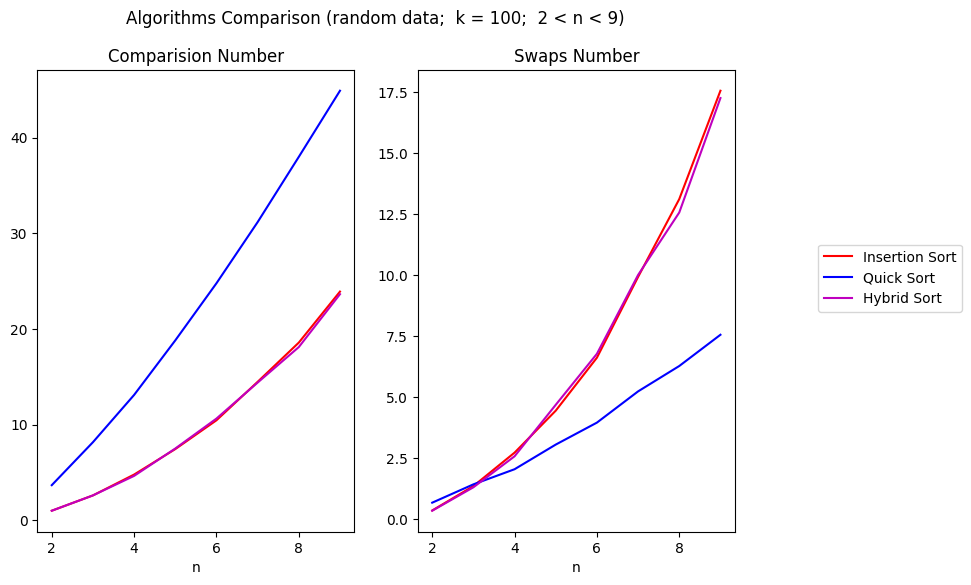 Algorithms Comparison (random data;  k = 100;  2 < n < 9)
Comparision Number
40
30
20
10
0
2 4 6 8
n
Swaps Number
17.5
15.0
12.5
10.0
7.5
5.0
2.5
0.0
2 4 6 8
n
Insertion Sort
Quick Sort
Hybrid Sort